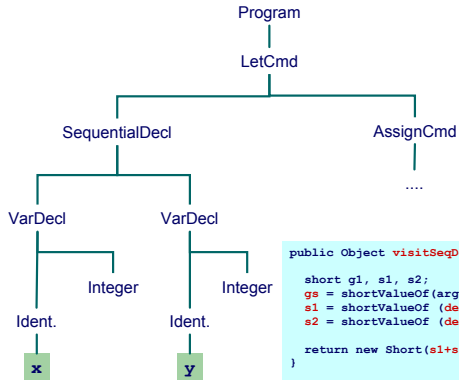 Program
LetCmd
SequentialDecl
AssignCmd
....
VarDecl
VarDecl
Integer
Integer
Ident.
Ident.
x
y
public Object visitSeqD
short g1, s1, s2;
gs = shortValueOf(arg
s1 = shortValueOf (de
s2 = shortValueOf (de
return new Short(s1+s
}